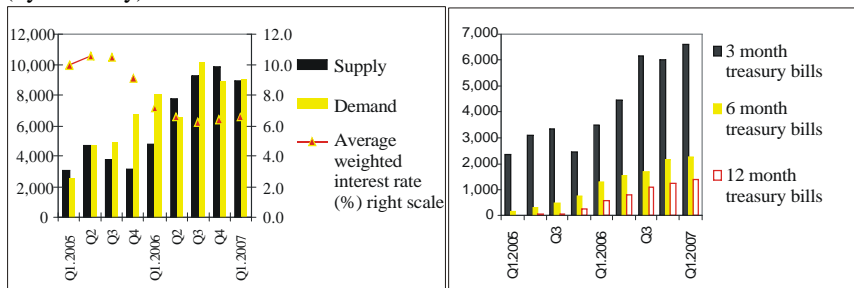 12,000
10,000
8,000
6,000
4,000
2,000
0
12.0
10.0
8.0
6.0
4.0
2.0
0.0
Q1.2005
Q2
Q3
Q4
Q1.2006
Q2
Q3
Q4
Q1.2007
Supply
Demand
Average
weighted
interest rate
(%) right scale
7,000
6,000
5,000
4,000
3,000
2,000
1,000
0
Q1.2005
Q3
Q1.2006
Q3
Q1.2007
3 month
treasury bills
6 month
treasury bills
12 month
treasury bills